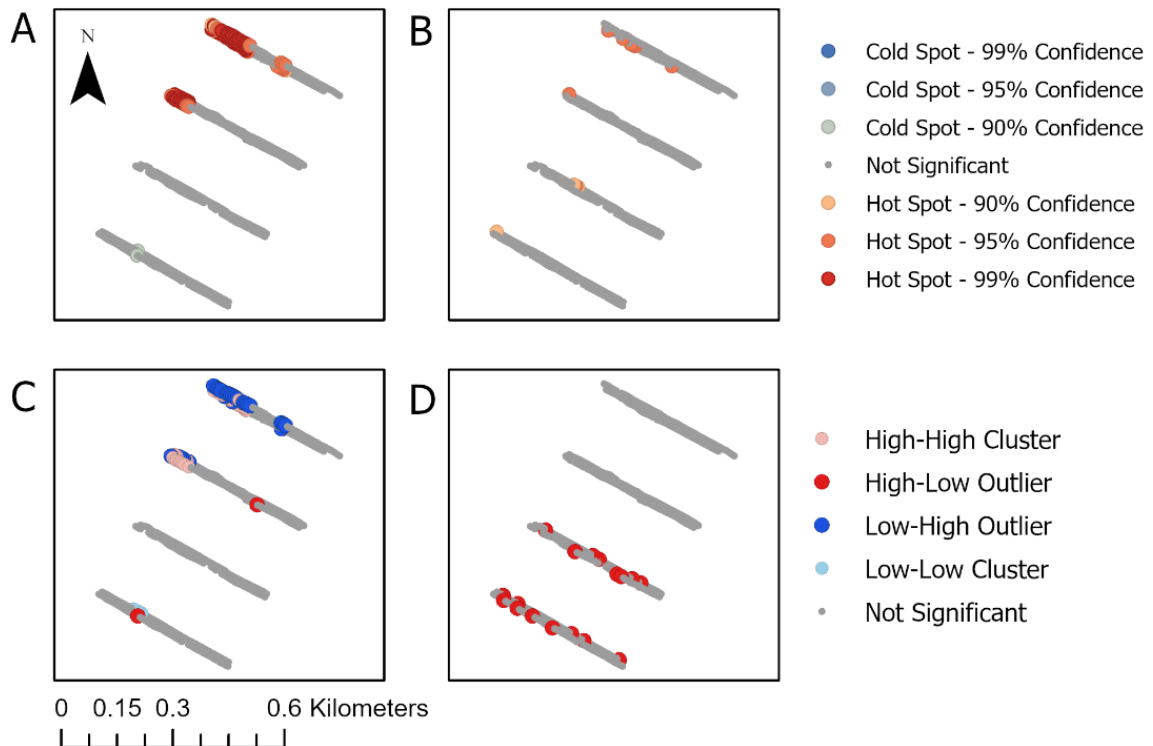 A
N
B
Cold Spot - 99% Confidence
Cold Spot - 95% Confidence
Cold Spot - 90% Confidence
Not Significant
Hot Spot - 90% Confidence
Hot Spot - 95% Confidence
Hot Spot - 99% Confidence
C
D
High-High Cluster
High-Low Outlier
Low-High Outlier
Low-Low Cluster
Not Significant
0 0.15 0.3 0.6 Kilometers